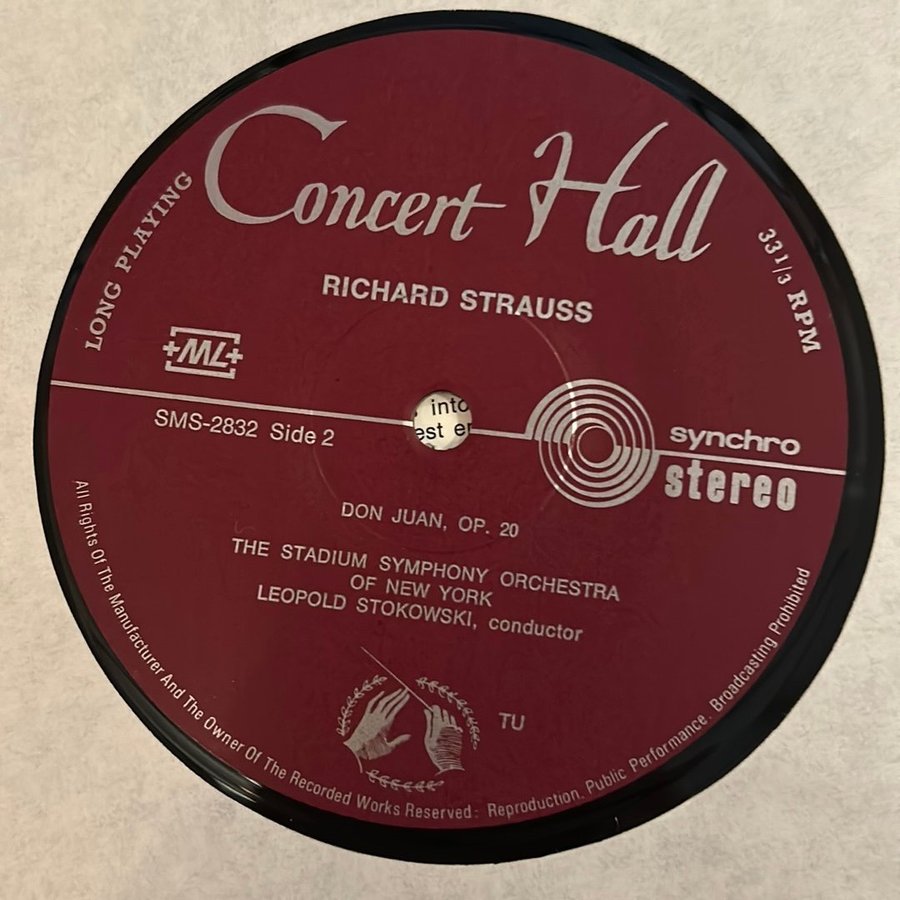 Concert Hall
LONG PLAYING
33 1/3 RPM
RICHARD STRAUSS
+ML+
SMS-2832 Side 2
synchro
stereo
into
est er
DON JUAN, OP. 20
THE STADIUM SYMPHONY ORCHESTRA
OF NEW YORK
LEOPOLD STOKOWSKI, conductor
TU
All Rights Of The Manufacturer And The Owner Of The Recorded Works Reserved: Reproduction. Public Performance. Broadcasting Prohibited